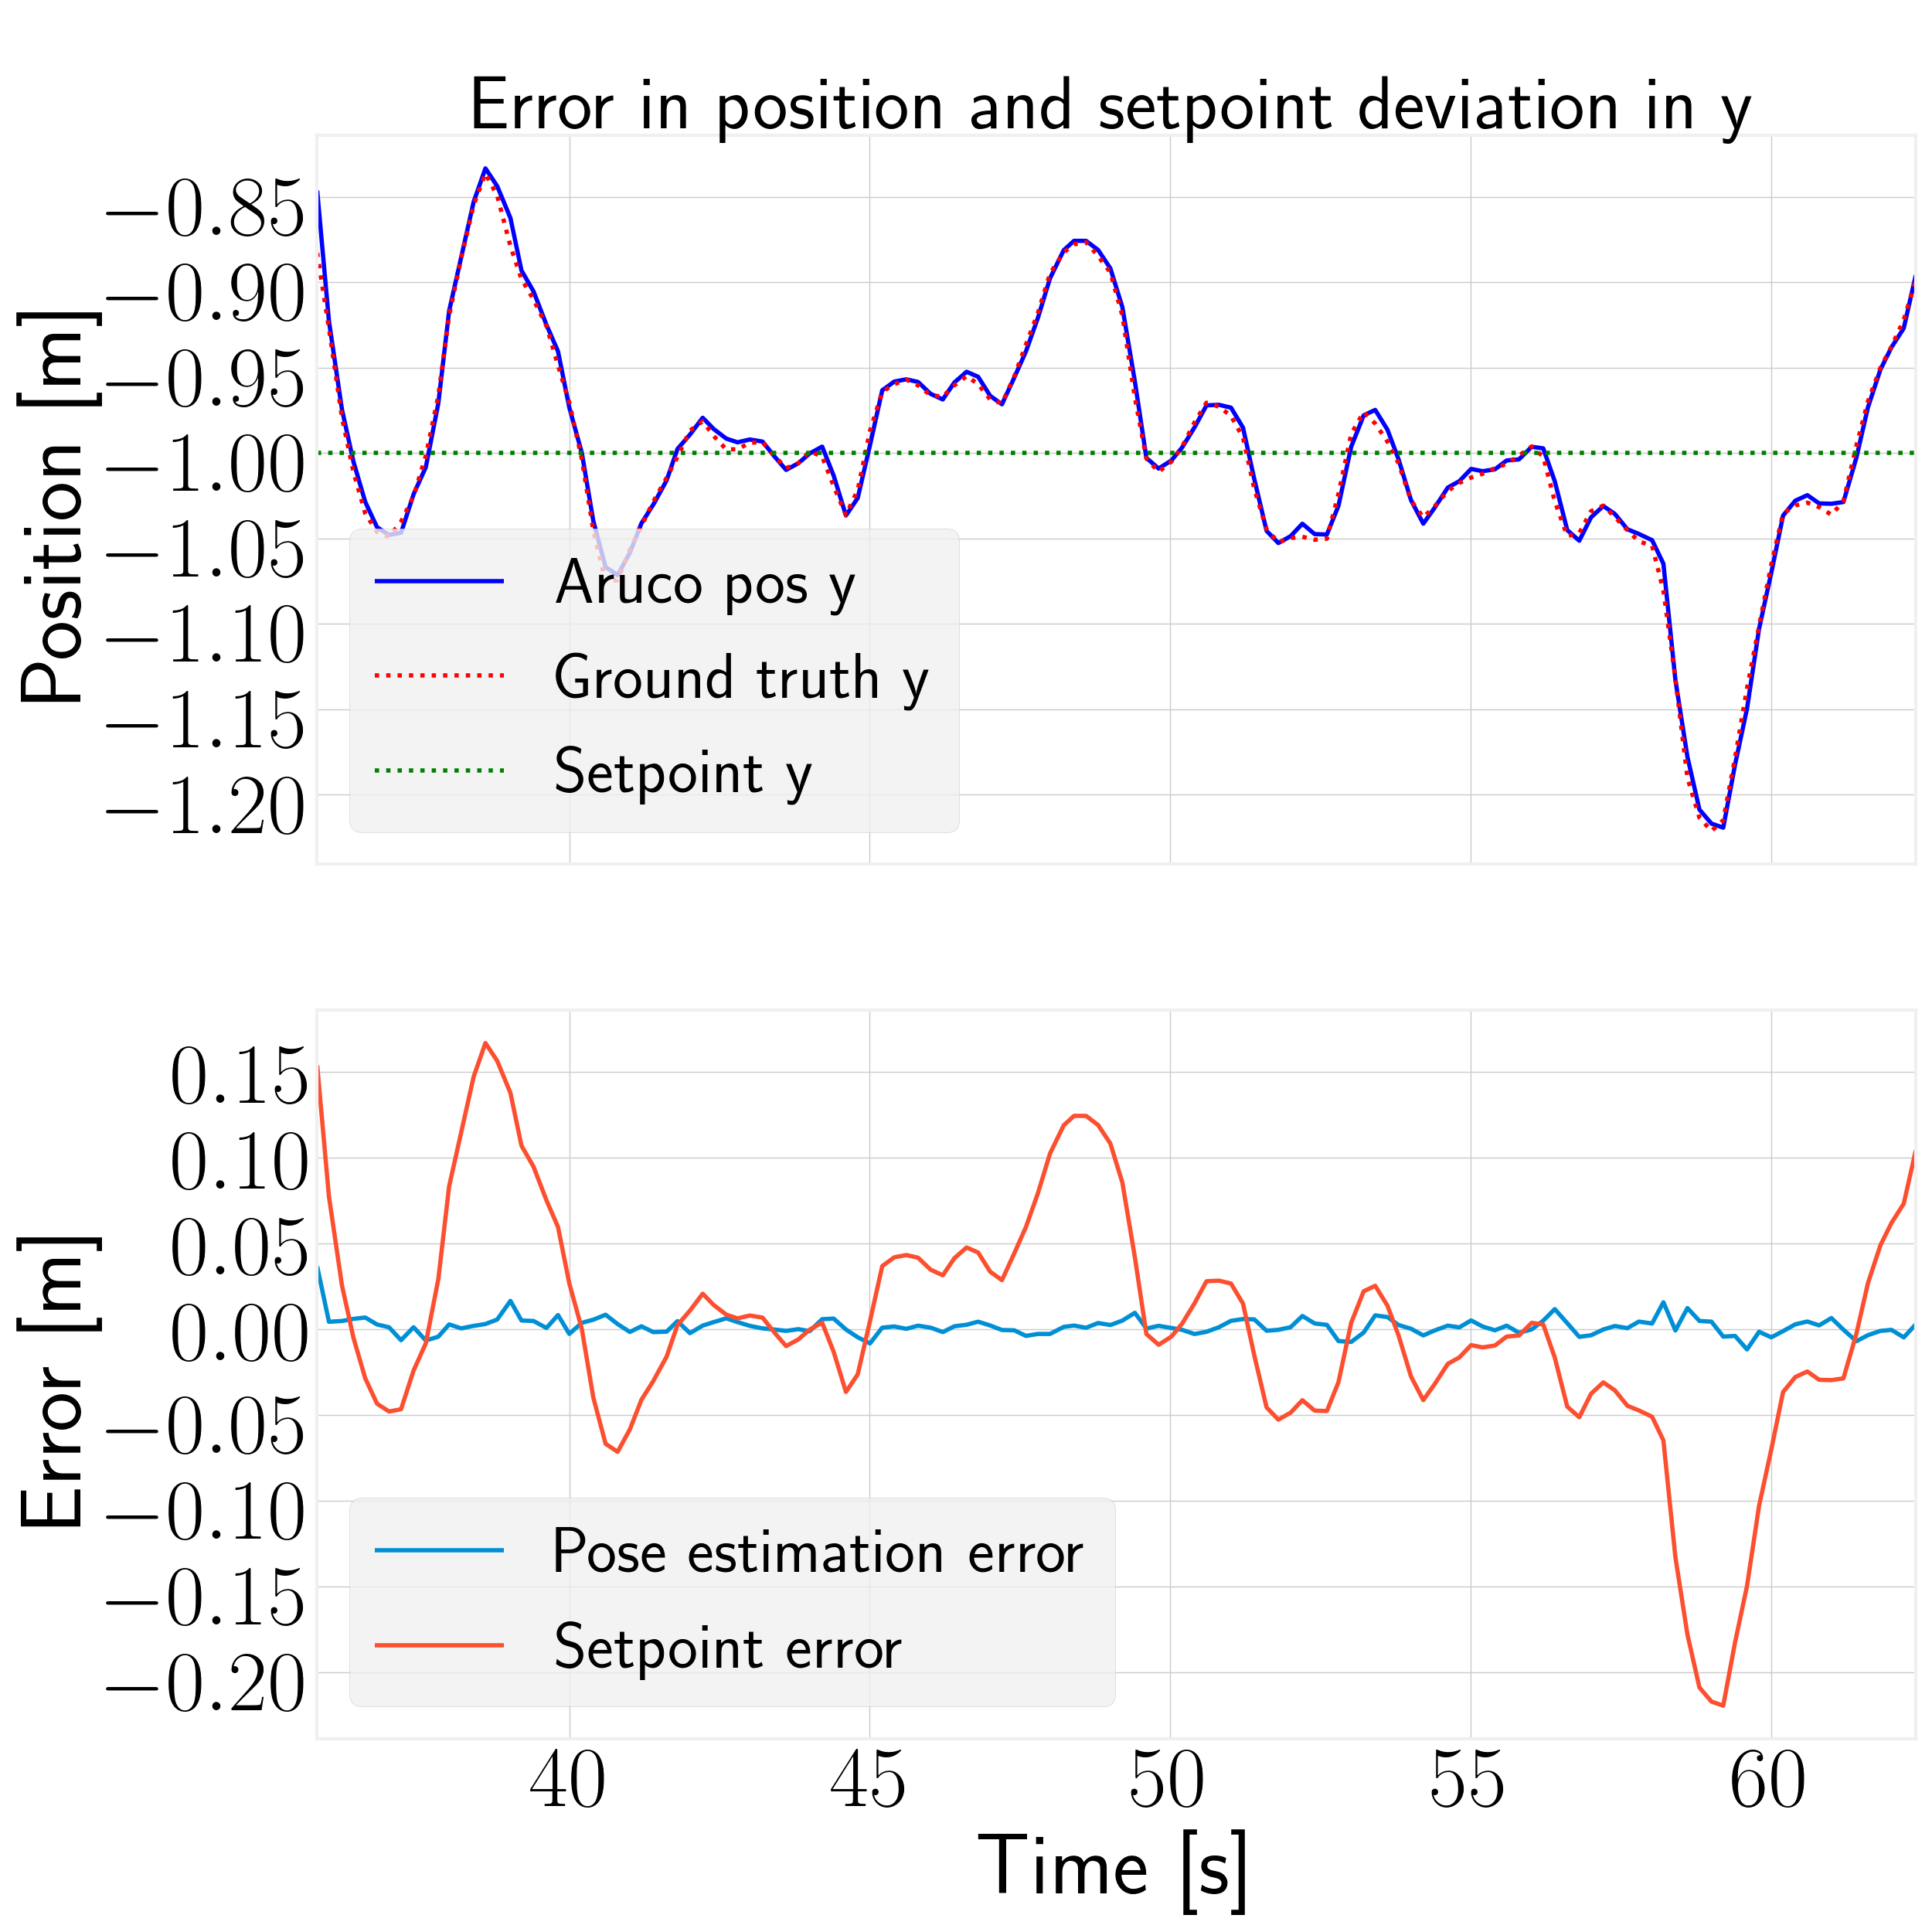 Error in position and setpoint deviation in y
Position [m]
−0.85
−0.90
−0.95
−1.00
−1.05
−1.10
−1.15
−1.20
Aruco pos y
Ground truth y
Setpoint y
Error [m]
0.15
0.10
0.05
0.00
−0.05
−0.10
−0.15
−0.20
Pose estimation error
Setpoint error
40 45 50 55 60
Time [s]